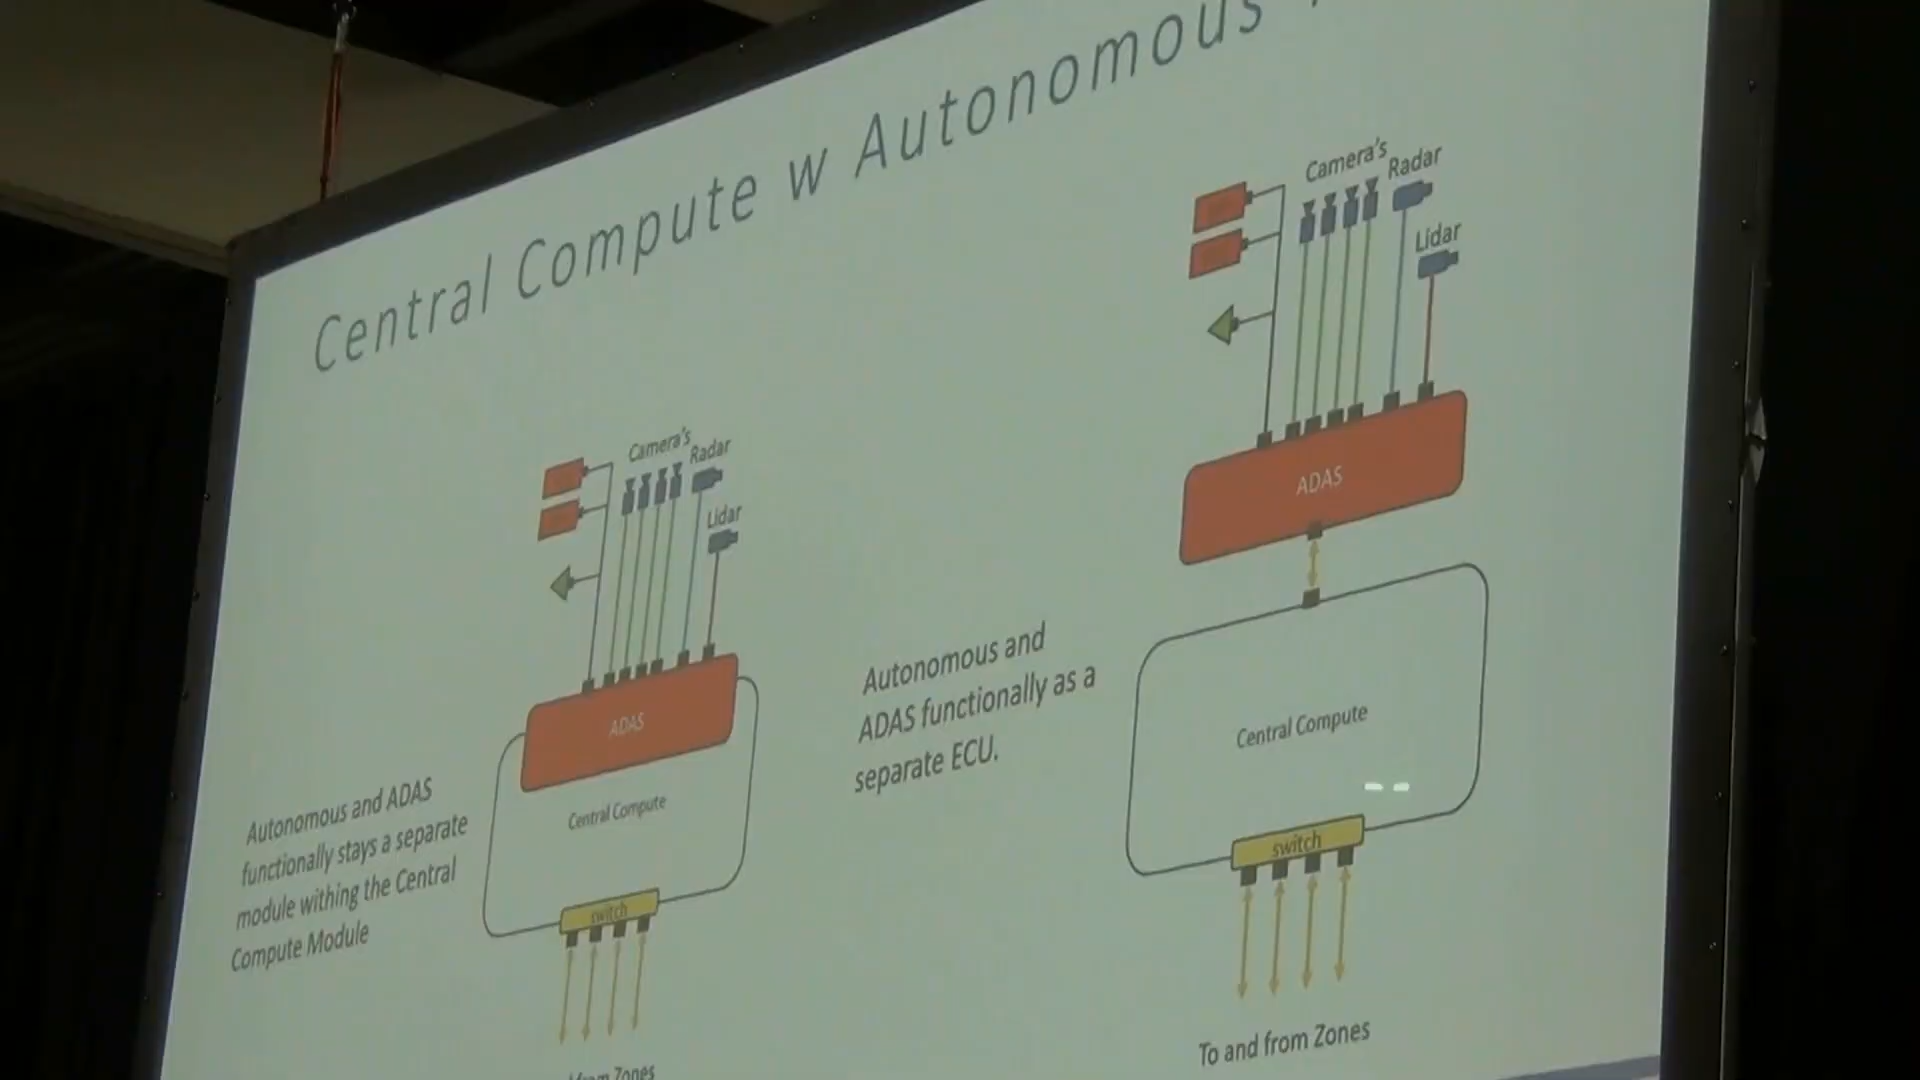 Central Compute w Autonomous
Camera's
Radar
Lidar
ADAS
Central Compute
switch
Autonomous and ADAS
functionally stays a separate
module withing the Central
Compute Module
from Zones
Camera's
Radar
Lidar
ADAS
Central Compute
switch
Autonomous and
ADAS functionally as a
separate ECU.
To and from Zones